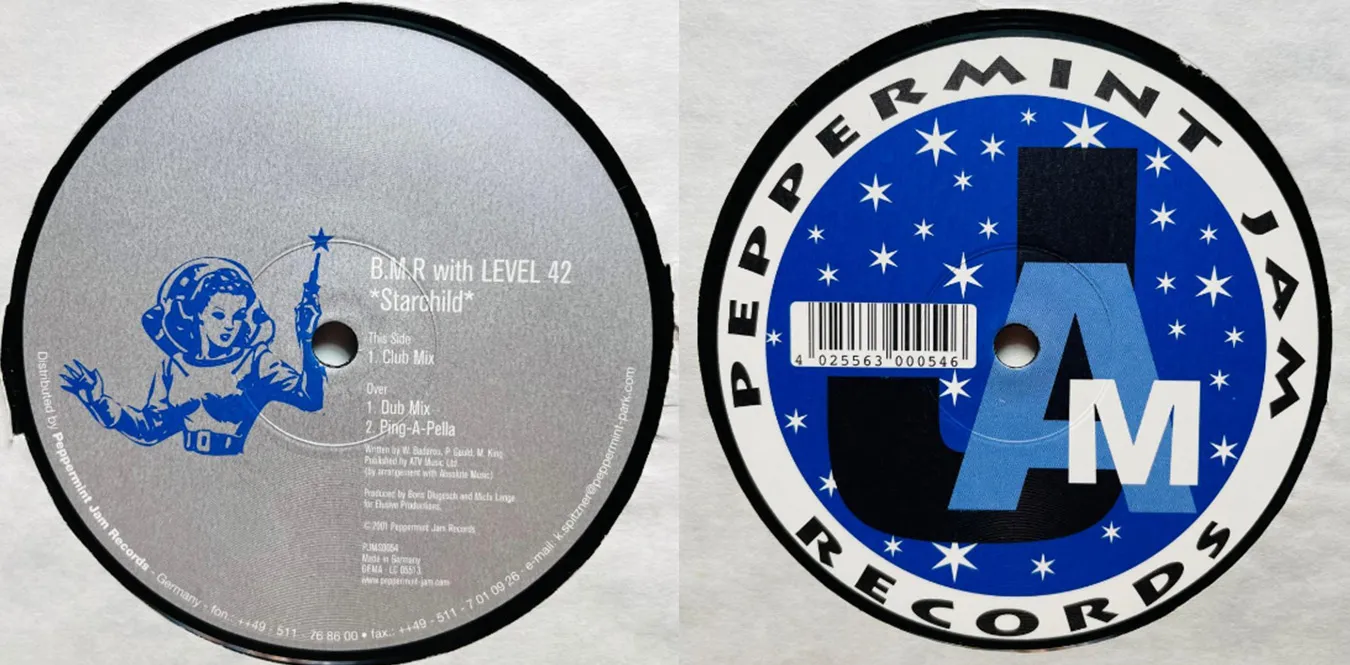 B.M.R with LEVEL 42
*Starchild*
This Side
1. Club Mix
Over
1. Dub Mix
2. Ping-A-Pella
Written by W. Badarou, P. Gould, M. King
Published by ATV Music Ltd.
(by arrangement with Absolute Music)
Produced by Boris Dlugosch and Michi Lange
for Elusive Productions.
© 2001 Peppermint Jam Records
PJMS0054
Made in Germany
GEMA - LC 05513
www.peppermint-jam.com
Distributed by Peppermint Jam Records - Germany - fon.: ++49 - 511 - 76 86 00 • fax.: ++49 - 511 - 7 01 09 26 - e-mail: k.spitzner@peppermint-park.com
PEPPERMINT JAM
JAM
4 025563 000546
RECORDS